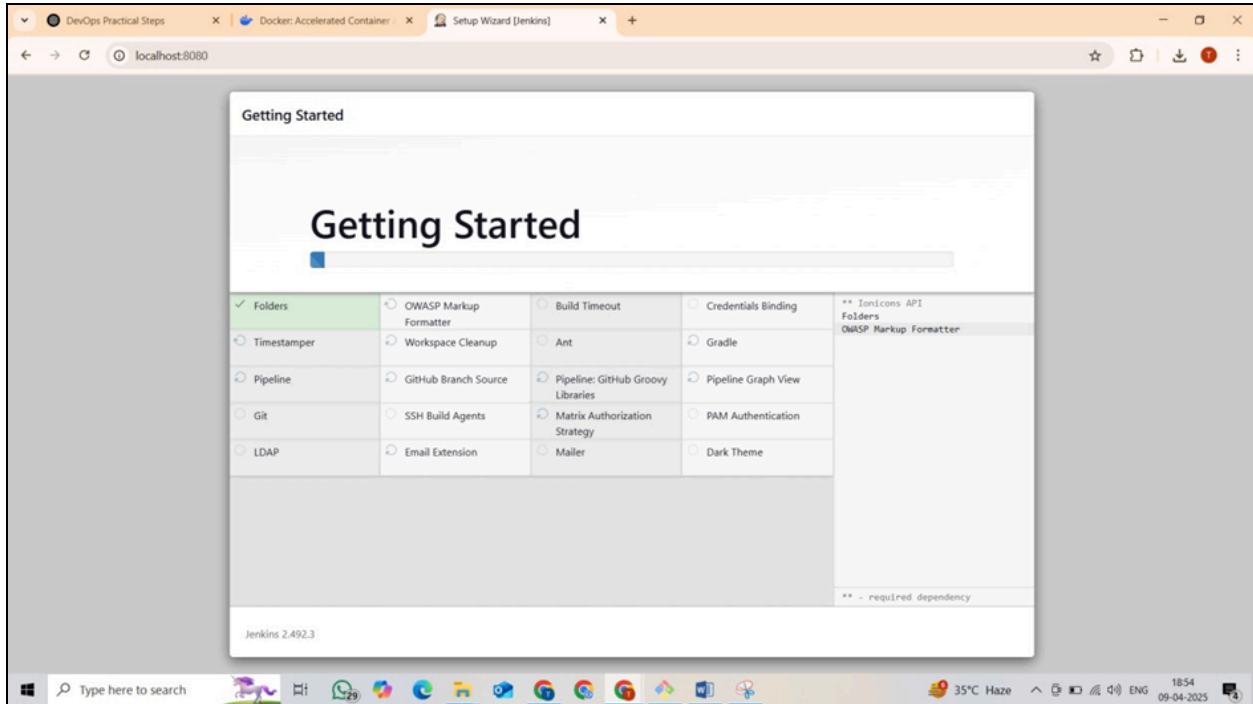 DevOps Practical Steps
Docker: Accelerated Container
Setup Wizard [Jenkins]
localhost:8080
T
Getting Started
Getting Started
Folders
OWASP Markup
Formatter
Build Timeout
Credentials Binding
Timestamper
Workspace Cleanup
Ant
Gradle
Pipeline
GitHub Branch Source
Pipeline: GitHub Groovy
Libraries
Pipeline Graph View
Git
SSH Build Agents
Matrix Authorization
Strategy
PAM Authentication
LDAP
Email Extension
Mailer
Dark Theme
** Ionicons API
Folders
OWASP Markup Formatter
** - required dependency
Jenkins 2.492.3
Type here to search
29
35°C Haze
ENG
18:54
09-04-2025
4